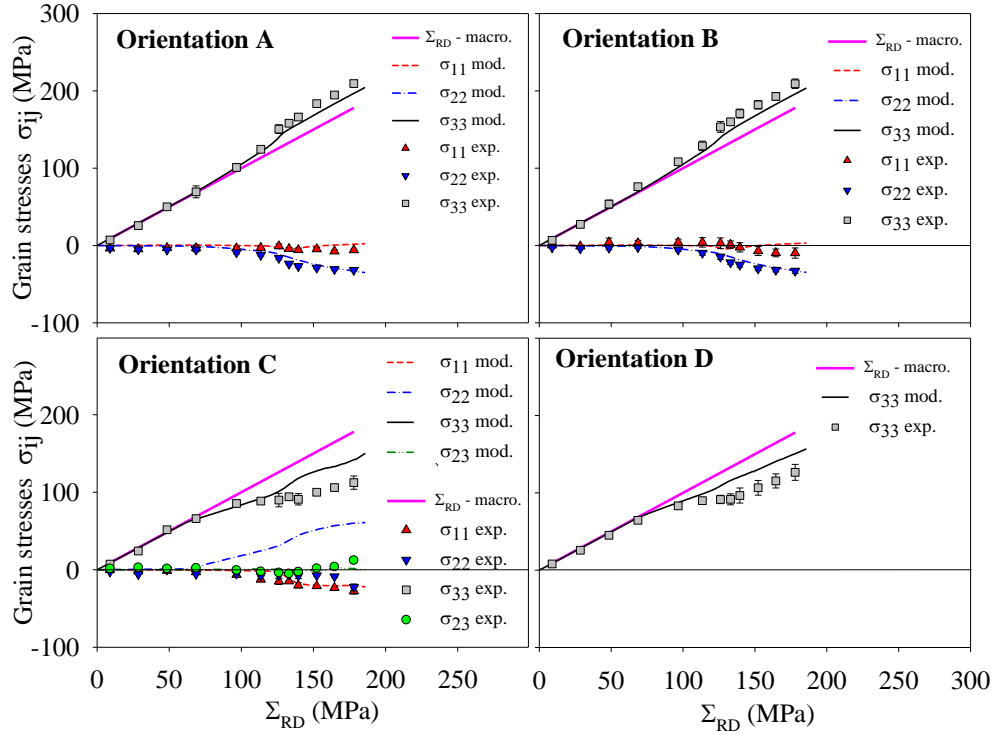 Grain stresses σij (MPa)
300
200
100
0
-100
Orientation A
ΣRD - macro.
σ11 mod.
σ22 mod.
σ33 mod.
σ11 exp.
σ22 exp.
σ33 exp.
Orientation B
ΣRD - macro.
σ11 mod.
σ22 mod.
σ33 mod.
σ11 exp.
σ22 exp.
σ33 exp.
Grain stresses σij (MPa)
200
100
0
-100
Orientation C
σ11 mod.
σ22 mod.
σ33 mod.
σ23 mod.
ΣRD - macro.
σ11 exp.
σ22 exp.
σ33 exp.
σ23 exp.
Orientation D
ΣRD - macro.
σ33 mod.
σ33 exp.
0 50 100 150 200 250
0 50 100 150 200 250 300
ΣRD (MPa)
ΣRD (MPa)